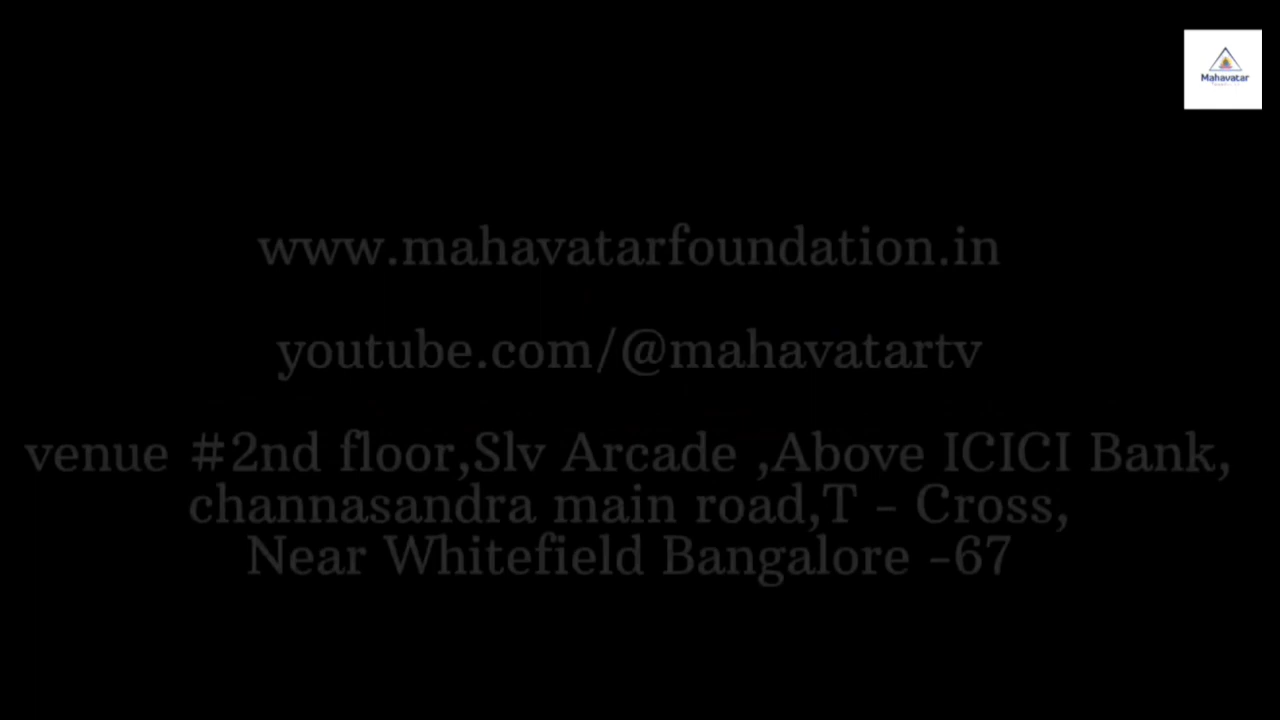 Mahavatar
www.mahavatarfoundation.in
youtube.com/@mahavatartv
venue #2nd floor,Slv Arcade ,Above ICICI Bank,
channasandra main road,T - Cross,
Near Whitefield Bangalore -67